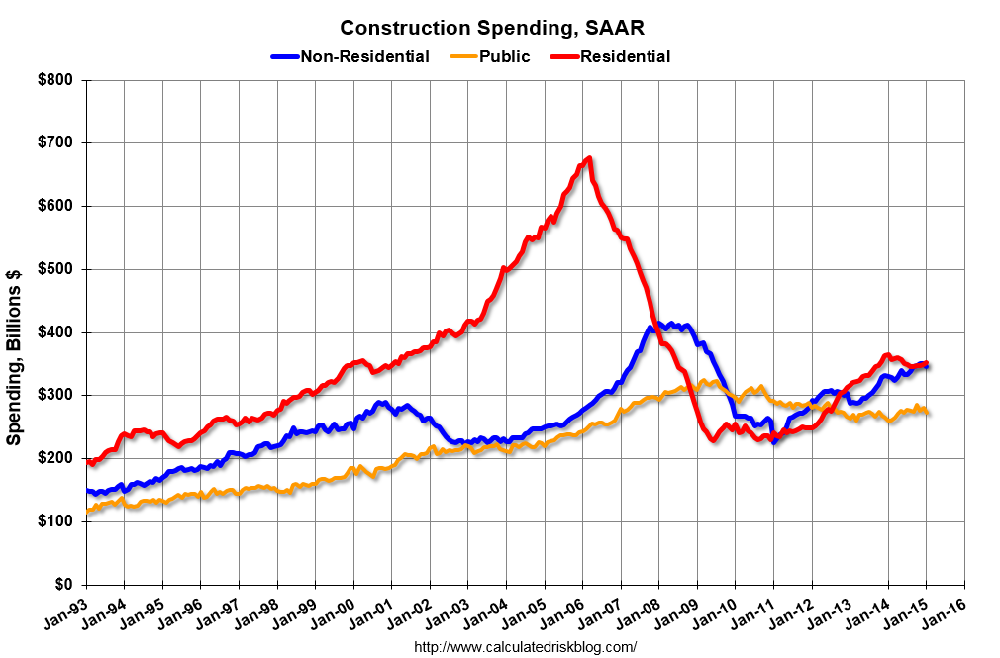 Construction Spending, SAAR
Non-Residential Public Residential
Spending, Billions $
$800
$700
$600
$500
$400
$300
$200
$100
$0
Jan-93 Jan-94 Jan-95 Jan-96 Jan-97 Jan-98 Jan-99 Jan-00 Jan-01 Jan-02 Jan-03 Jan-04 Jan-05 Jan-06 Jan-07 Jan-08 Jan-09 Jan-10 Jan-11 Jan-12 Jan-13 Jan-14 Jan-15 Jan-16
http://www.calculatedriskblog.com/